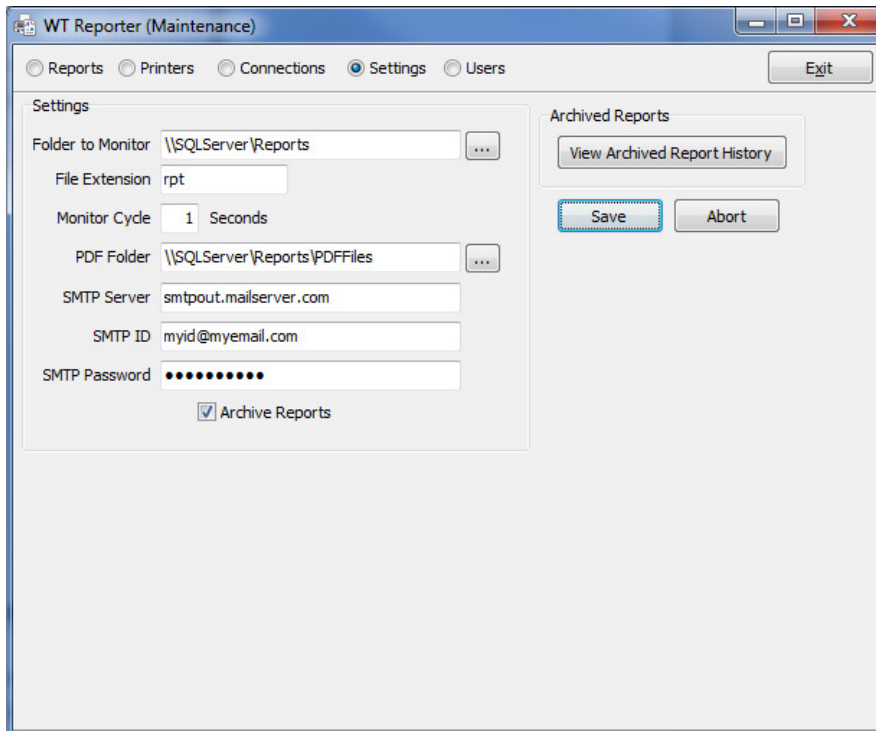 WT Reporter (Maintenance)
Reports Printers Connections Settings Users Exit
Settings
Folder to Monitor \\SQLServer\Reports ...
File Extension rpt
Monitor Cycle 1 Seconds
PDF Folder \\SQLServer\Reports\PDFFiles ...
SMTP Server smtpout.mailserver.com
SMTP ID myid@myemail.com
SMTP Password ●●●●●●●●●●
Archive Reports
Archived Reports
View Archived Report History
Save Abort